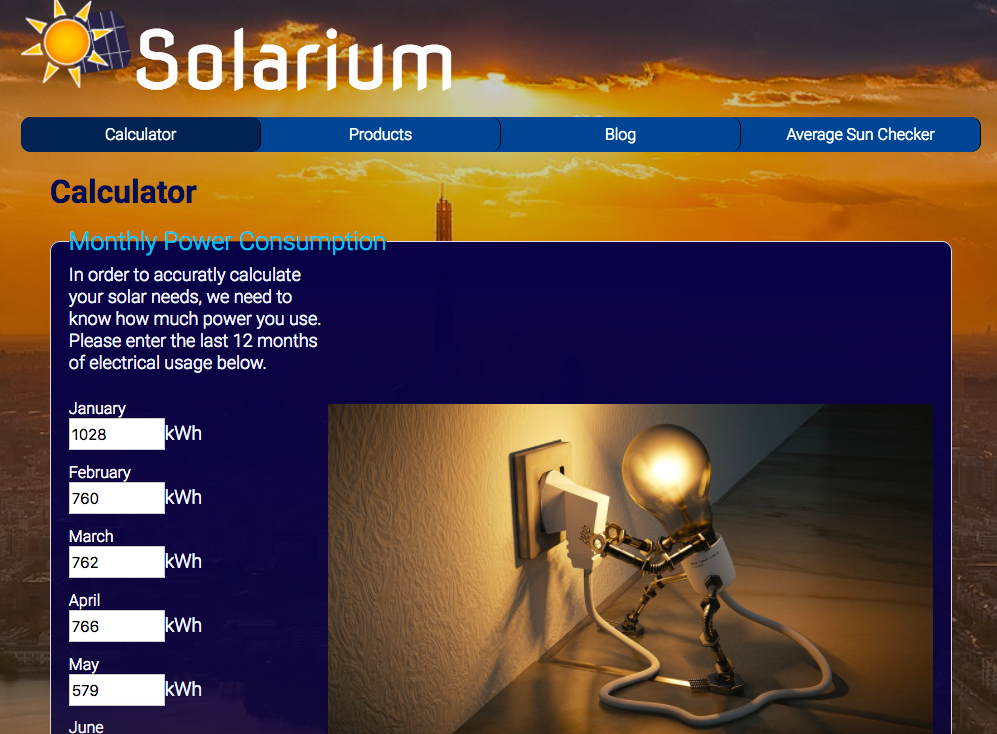 Solarium
Calculator Products Blog Average Sun Checker
Calculator
Monthly Power Consumption
In order to accuratly calculate
your solar needs, we need to
know how much power you use.
Please enter the last 12 months
of electrical usage below.
January
1028 kWh
February
760 kWh
March
762 kWh
April
766 kWh
May
579 kWh
June